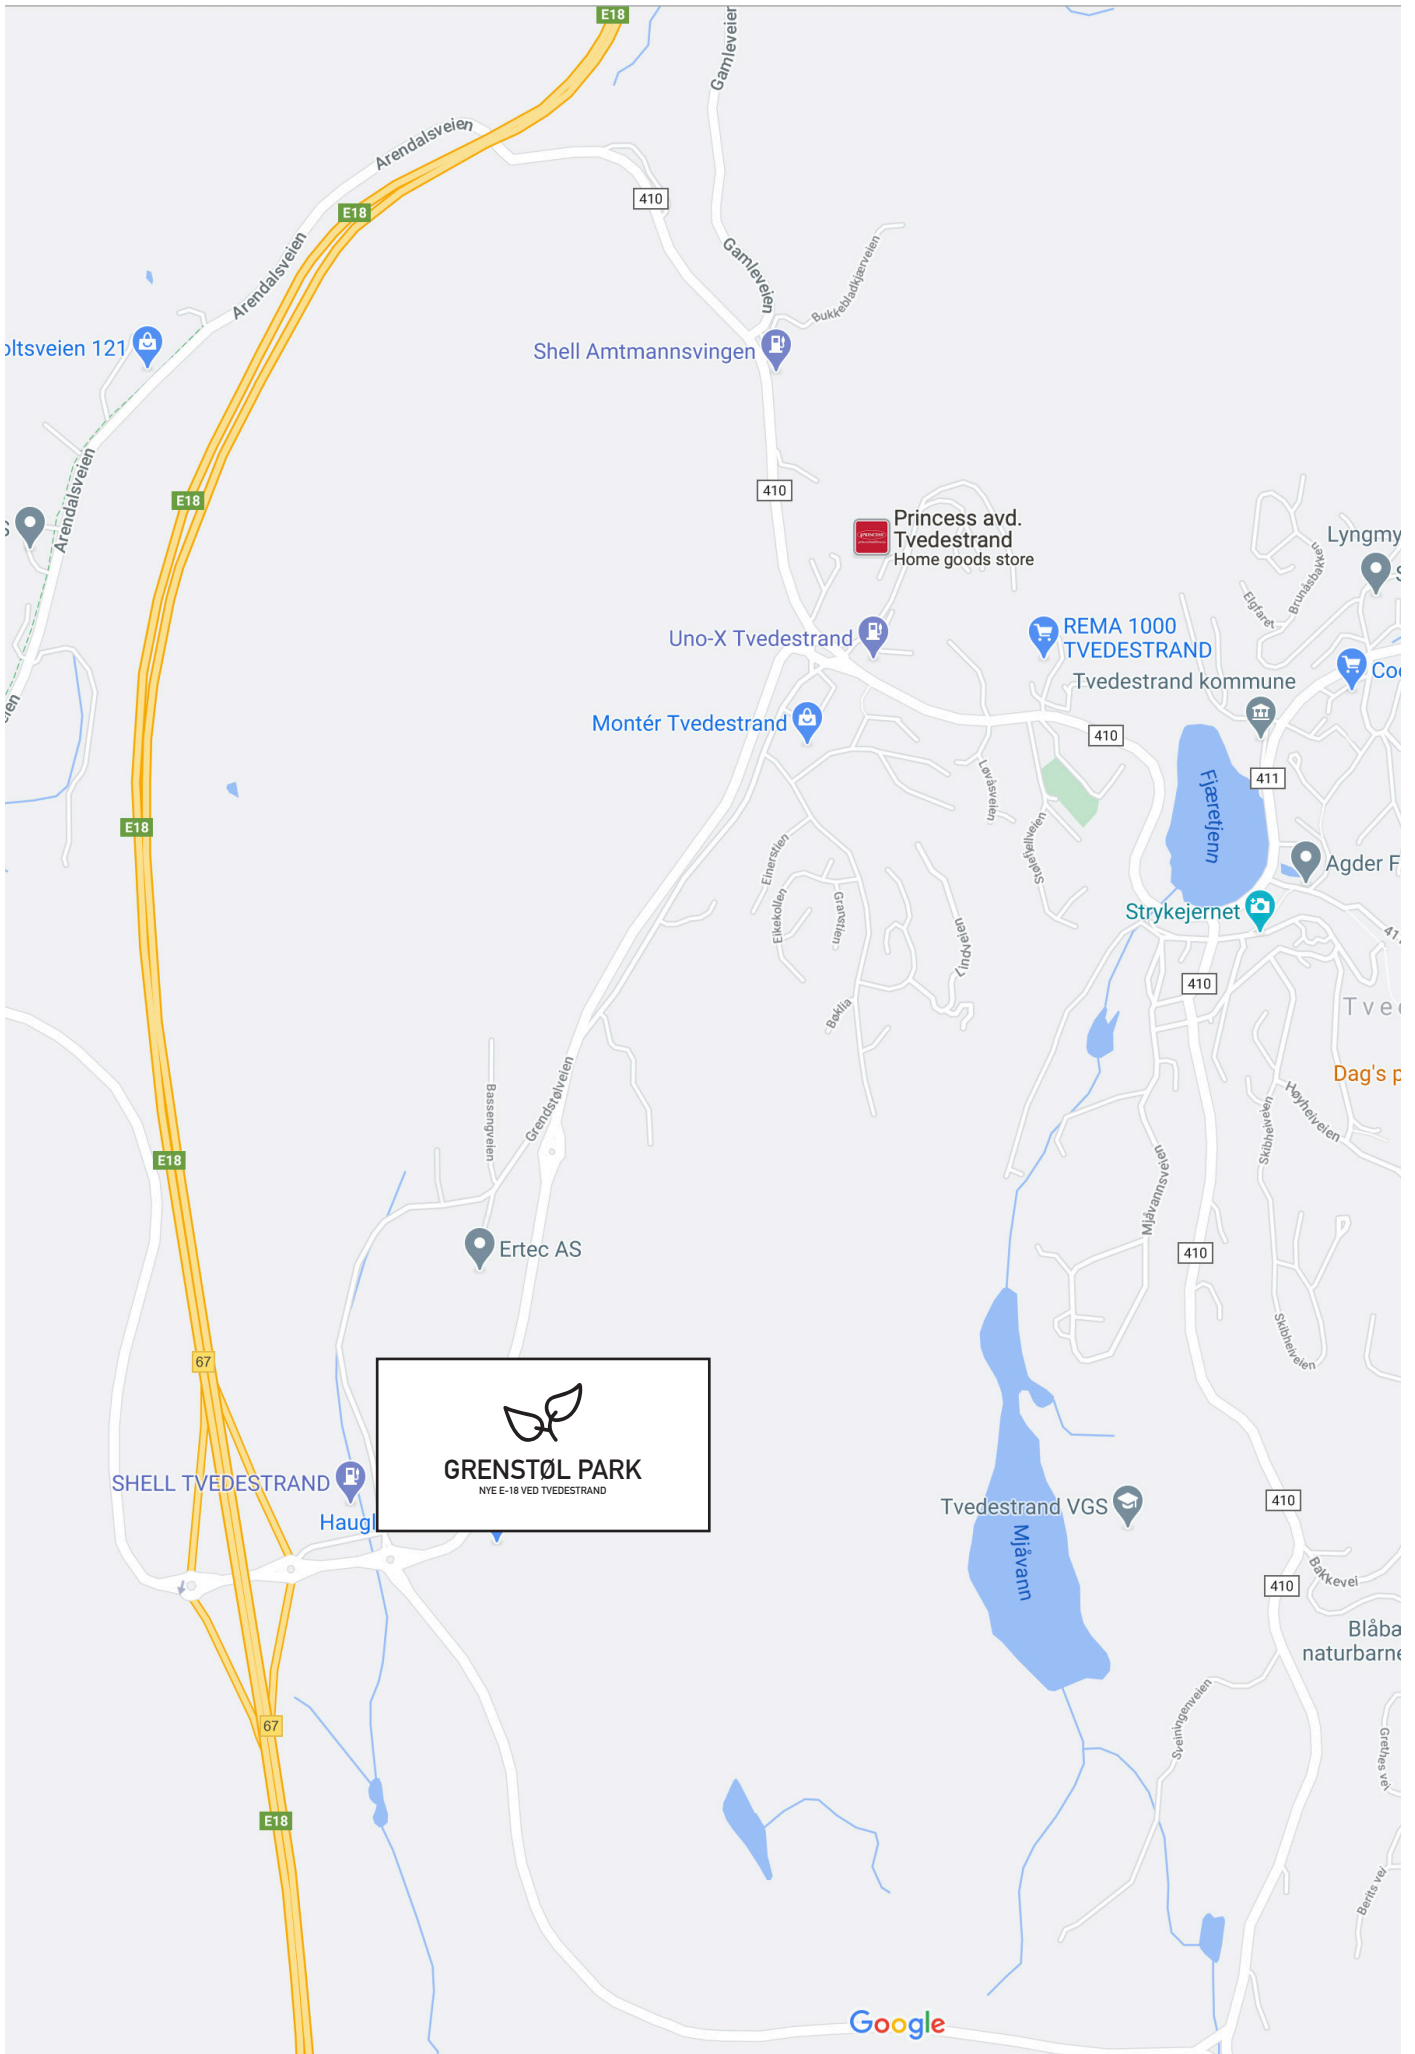 E18
Gamleveien
Arendalsveien
410
E18
Arendalsveien
Gamleveien
Bukkebladkjærveien
oltsveien 121
Shell Amtmannsvingen
Arendalsveien
E18
410
S
Princess avd.
Tvedestrand
Home goods store
Lyngmy
S
Brunåsbakken
Elgfaret
Uno-X Tvedestrand
REMA 1000
TVEDESTRAND
Coo
Tvedestrand kommune
eien
Montér Tvedestrand
410
411
Løvåsveien
Fjæretjenn
E18
Stølefjellveien
Einerstien
Agder F
Eikekollen
Granstien
Strykejernet
Lindveien
411
410
Bøklia
Tved
Dag's p
Grendstølveien
Bassengveien
Høyheiveien
Skibheiveien
E18
Mjåvannsveien
Ertec AS
410
Skibheiveien
67
GRENSTØL PARK
NYE E-18 VED TVEDESTRAND
SHELL TVEDESTRAND
Haugl
Tvedestrand VGS
410
Mjåvann
Bakkevei
410
Blåbæ
naturbarne
Sveiningenveien
67
Grethes vei
E18
Berits vei
Google